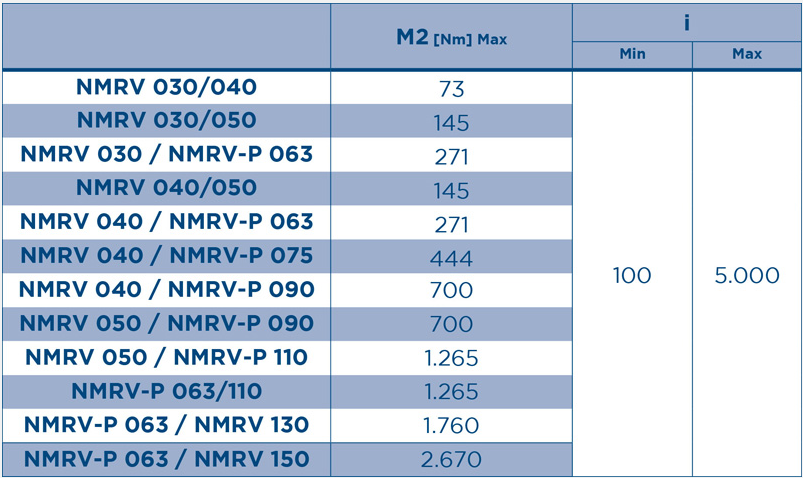 M2 [Nm] Max
i
Min Max
NMRV 030/040 73
NMRV 030/050 145
NMRV 030 / NMRV-P 063 271
NMRV 040/050 145
NMRV 040 / NMRV-P 063 271
NMRV 040 / NMRV-P 075 444
NMRV 040 / NMRV-P 090 700
100 5.000
NMRV 050 / NMRV-P 090 700
NMRV 050 / NMRV-P 110 1.265
NMRV-P 063/110 1.265
NMRV-P 063 / NMRV 130 1.760
NMRV-P 063 / NMRV 150 2.670